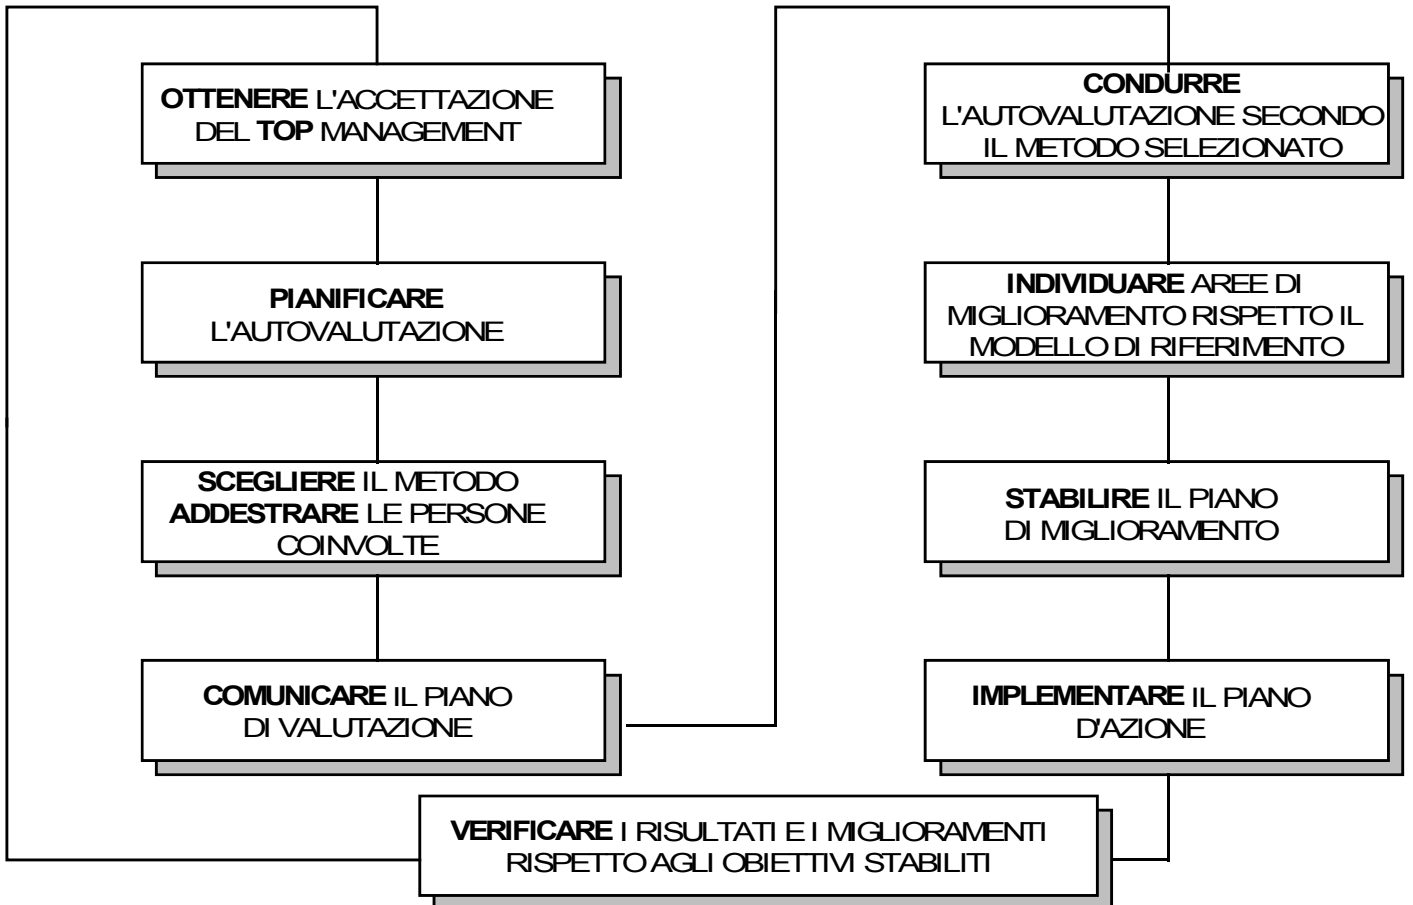 OTTENERE L'ACCETTAZIONE
DEL TOP MANAGEMENT
PIANIFICARE
L'AUTOVALUTAZIONE
SCEGLIERE IL METODO
ADDESTRARE LE PERSONE
COINVOLTE
COMUNICARE IL PIANO
DI VALUTAZIONE
CONDURRE
L'AUTOVALUTAZIONE SECONDO
IL METODO SELEZIONATO
INDIVIDUARE AREE DI
MIGLIORAMENTO RISPETTO IL
MODELLO DI RIFERIMENTO
STABILIRE IL PIANO
DI MIGLIORAMENTO
IMPLEMENTARE IL PIANO
D'AZIONE
VERIFICARE I RISULTATI E I MIGLIORAMENTI
RISPETTO AGLI OBIETTIVI STABILITI